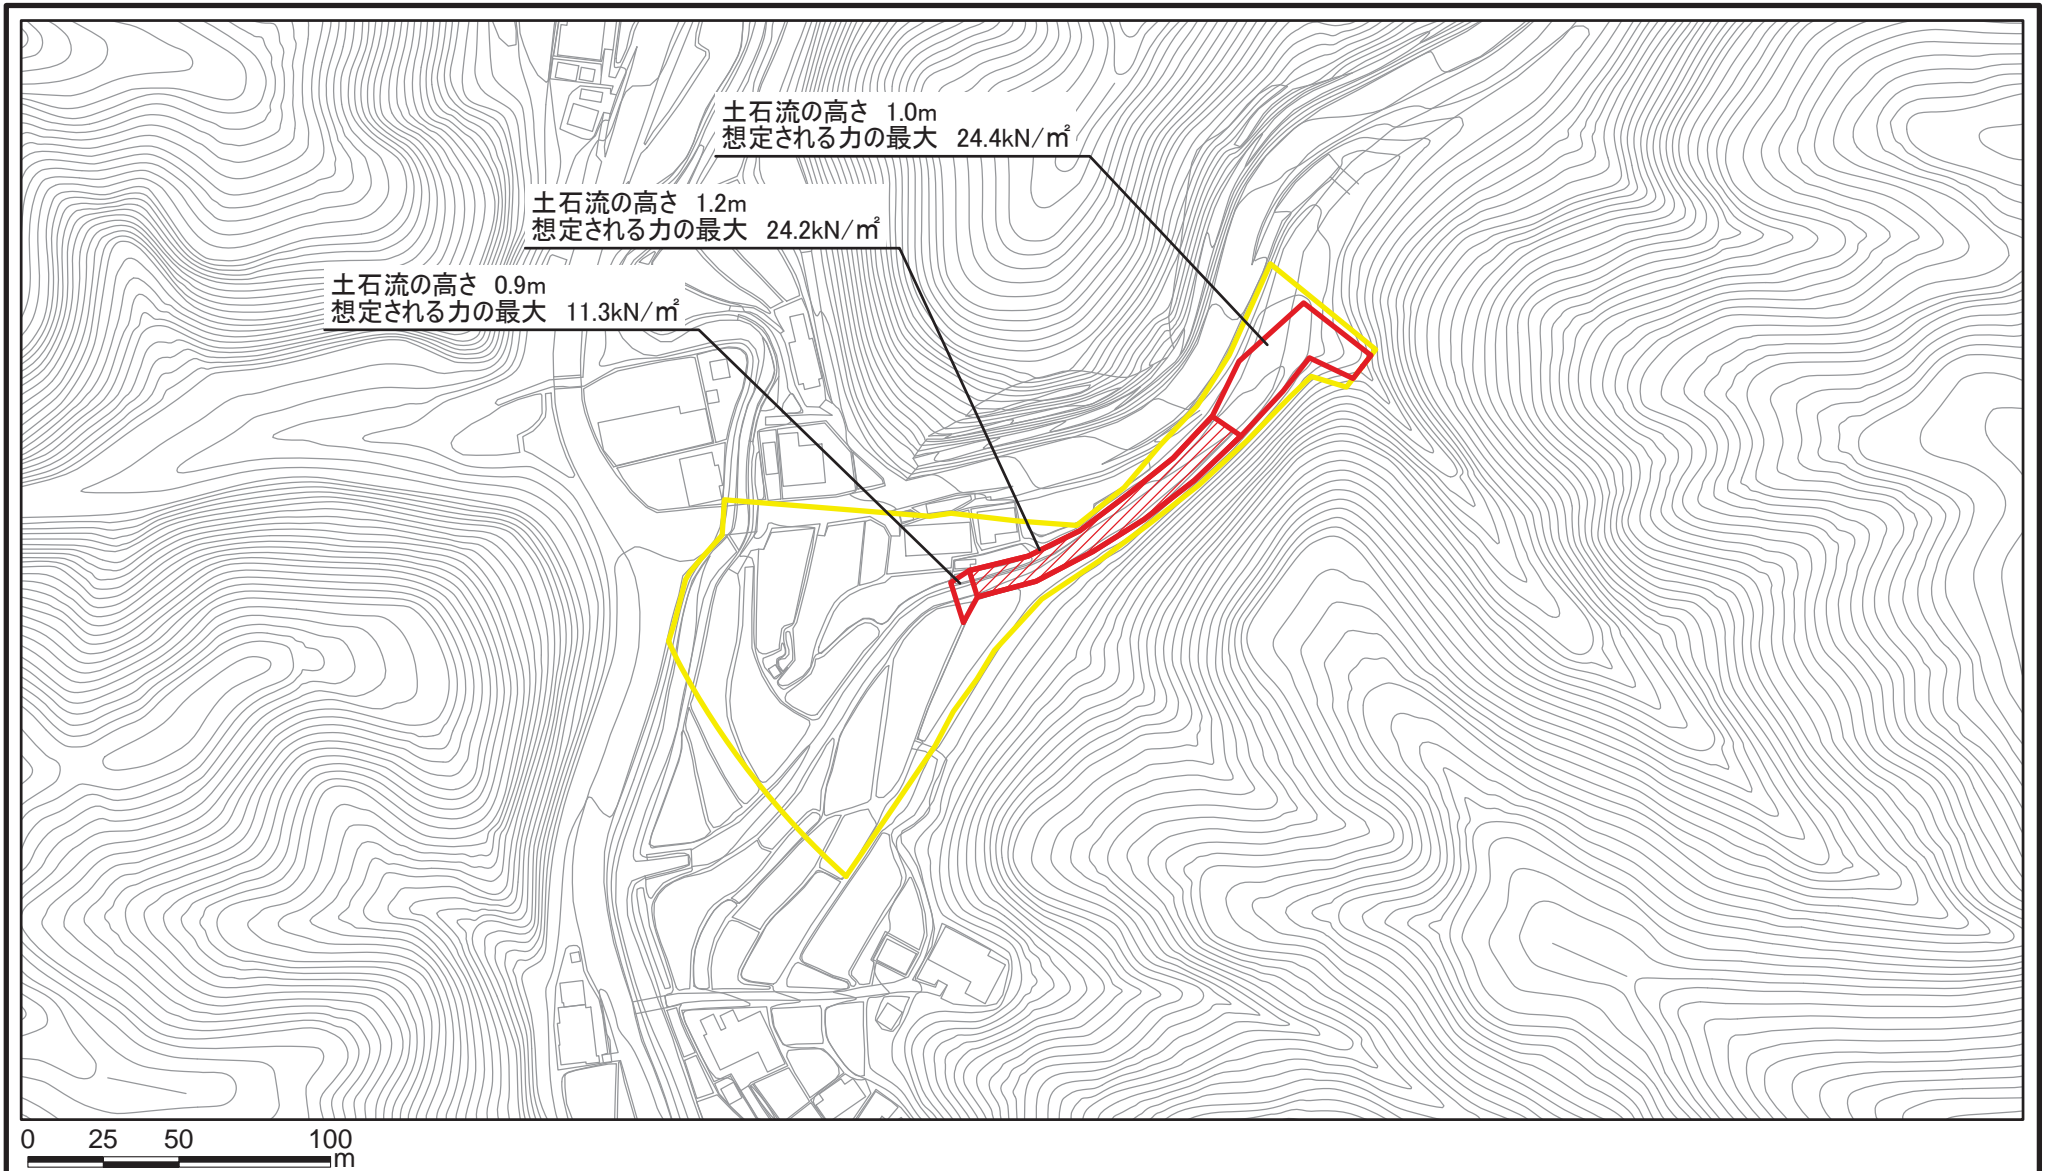 土石流の高さ 1.0m
想定される力の最大 24.4kN/㎡
土石流の高さ 1.2m
想定される力の最大 24.2kN/㎡
土石流の高さ 0.9m
想定される力の最大 11.3kN/㎡
0 25 50 100
m